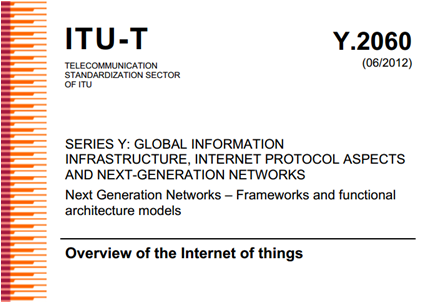 ITU-T
Y.2060
TELECOMMUNICATION
STANDARDIZATION SECTOR
OF ITU
(06/2012)
SERIES Y: GLOBAL INFORMATION
INFRASTRUCTURE, INTERNET PROTOCOL ASPECTS
AND NEXT-GENERATION NETWORKS
Next Generation Networks – Frameworks and functional
architecture models
Overview of the Internet of things